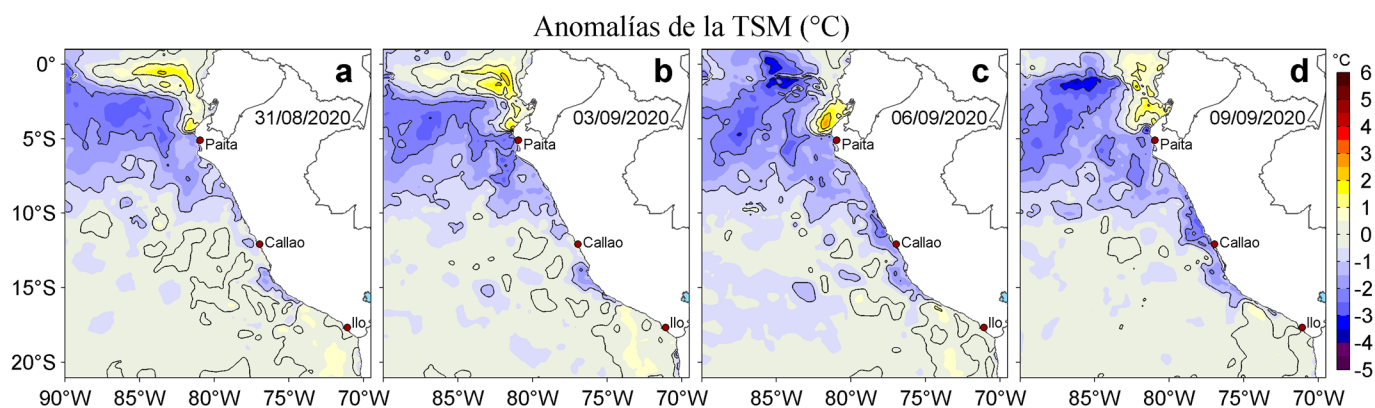 Anomalías de la TSM (°C)
a
b
c
d
°C
31/08/2020
03/09/2020
06/09/2020
09/09/2020
Paita
Paita
Paita
Paita
Callao
Callao
Callao
Callao
Ilo
Ilo
Ilo
Ilo
0°
5°S
10°S
15°S
20°S
90°W 85°W 80°W 75°W 70°W 85°W 80°W 75°W 70°W 85°W 80°W 75°W 70°W 85°W 80°W 75°W 70°W
6
5
4
3
2
1
0
-1
-2
-3
-4
-5